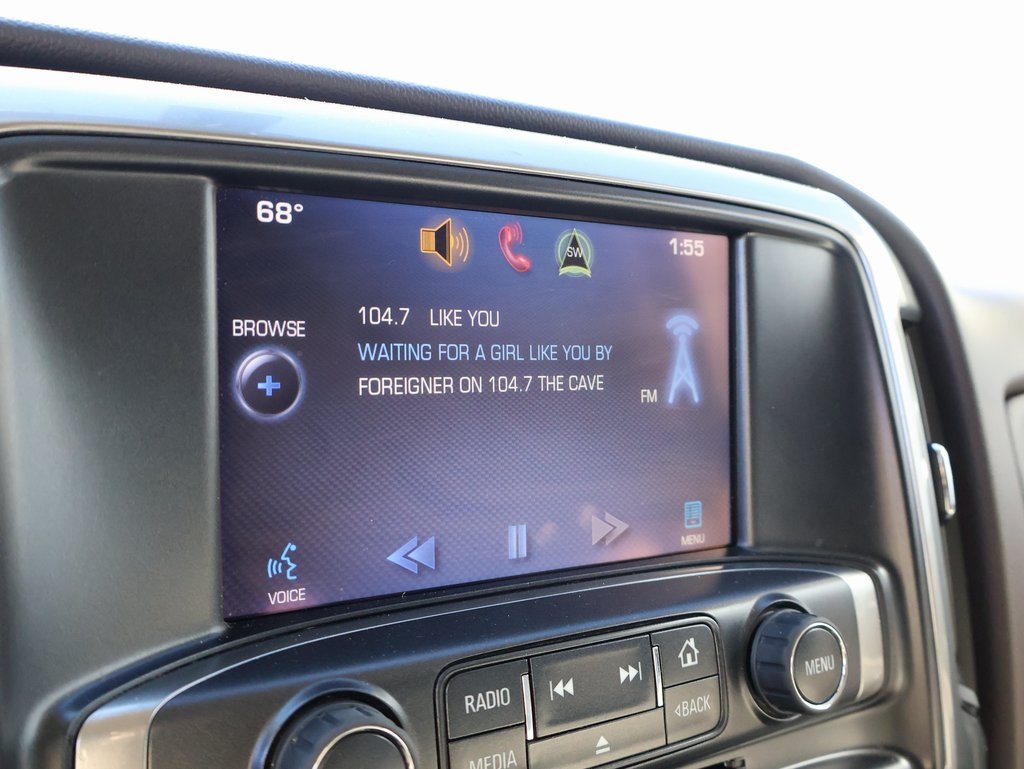 68°
SW
1:55
BROWSE
104.7 LIKE YOU
WAITING FOR A GIRL LIKE YOU BY
FOREIGNER ON 104.7 THE CAVE
FM
VOICE
MENU
RADIO
MEDIA
BACK
MENU